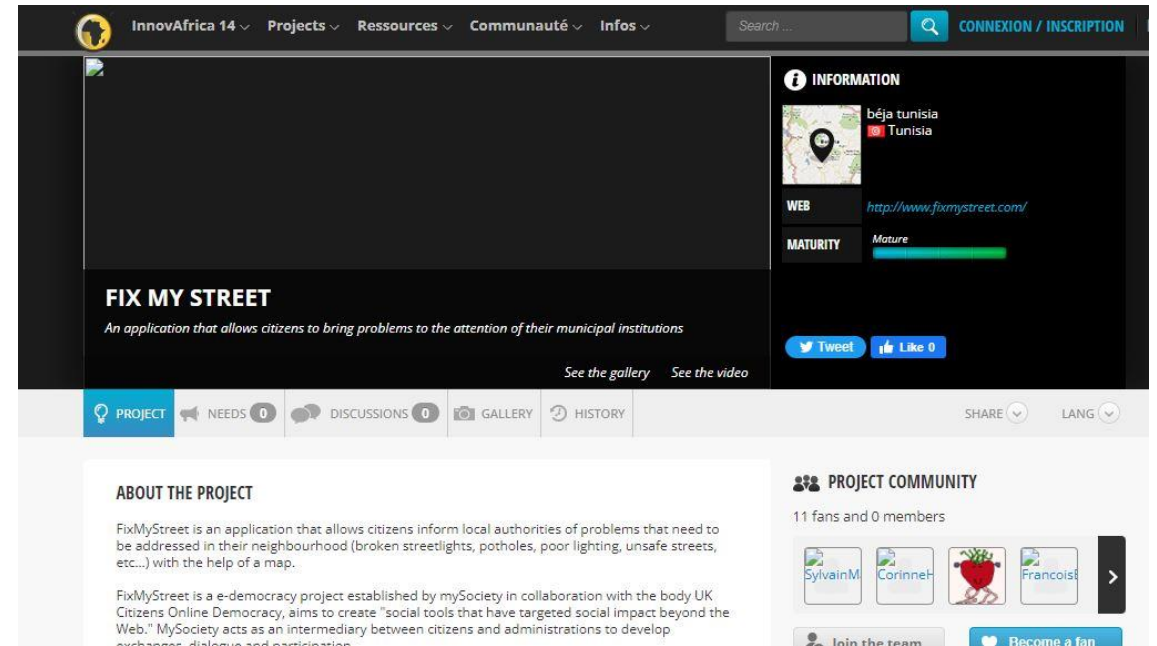 InnovAfrica 14 Projects Ressources Communauté Infos Search ... CONNEXION / INSCRIPTION
INFORMATION
béja tunisia
Tunisia
WEB http://www.fixmystreet.com/
MATURITY Mature
FIX MY STREET
An application that allows citizens to bring problems to the attention of their municipal institutions
Tweet Like 0
See the gallery See the video
PROJECT NEEDS 0 DISCUSSIONS 0 GALLERY HISTORY SHARE LANG
ABOUT THE PROJECT
FixMyStreet is an application that allows citizens inform local authorities of problems that need to
be addressed in their neighbourhood (broken streetlights, potholes, poor lighting, unsafe streets,
etc...) with the help of a map.
FixMyStreet is a e-democracy project established by mySociety in collaboration with the body UK
Citizens Online Democracy, aims to create "social tools that have targeted social impact beyond the
Web." MySociety acts as an intermediary between citizens and administrations to develop
exchanges, dialogue and participation
PROJECT COMMUNITY
11 fans and 0 members
SylvainM CorinneH FrancoisE
Join the team Become a fan